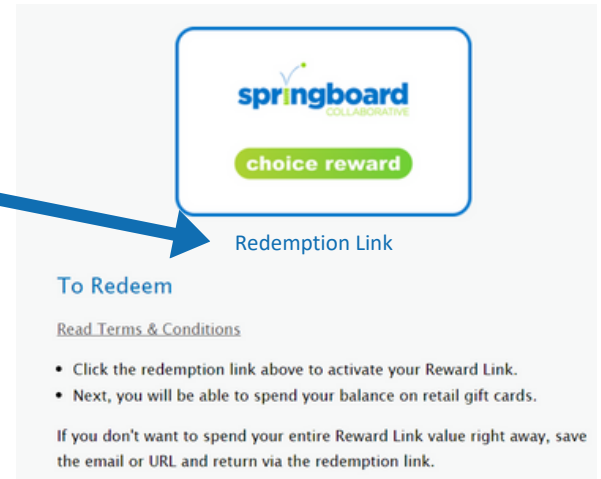 springboard
COLLABORATIVE
choice reward
Redemption Link
To Redeem
Read Terms & Conditions
• Click the redemption link above to activate your Reward Link.
• Next, you will be able to spend your balance on retail gift cards.
If you don't want to spend your entire Reward Link value right away, save
the email or URL and return via the redemption link.